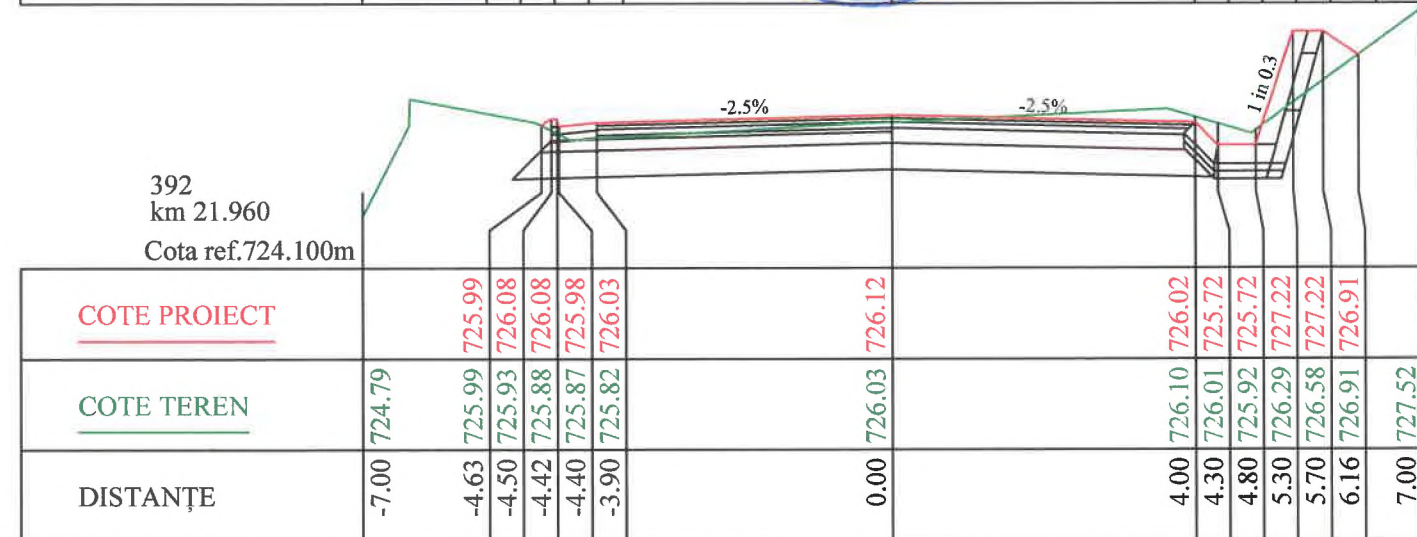 -2.5%
-2.5%
1 in 0.3
392
km 21.960
Cota ref.724.100m
COTE PROIECT 725.99 726.08 726.08 725.98 726.03 726.12 726.02 725.72 725.72 727.22 727.22 726.91
COTE TEREN 724.79 725.99 725.93 725.88 725.87 725.82 726.03 726.10 726.01 725.92 726.29 726.58 726.91 727.52
DISTANȚE -7.00 -4.63 -4.50 -4.42 -4.40 -3.90 0.00 4.00 4.30 4.80 5.30 5.70 6.16 7.00